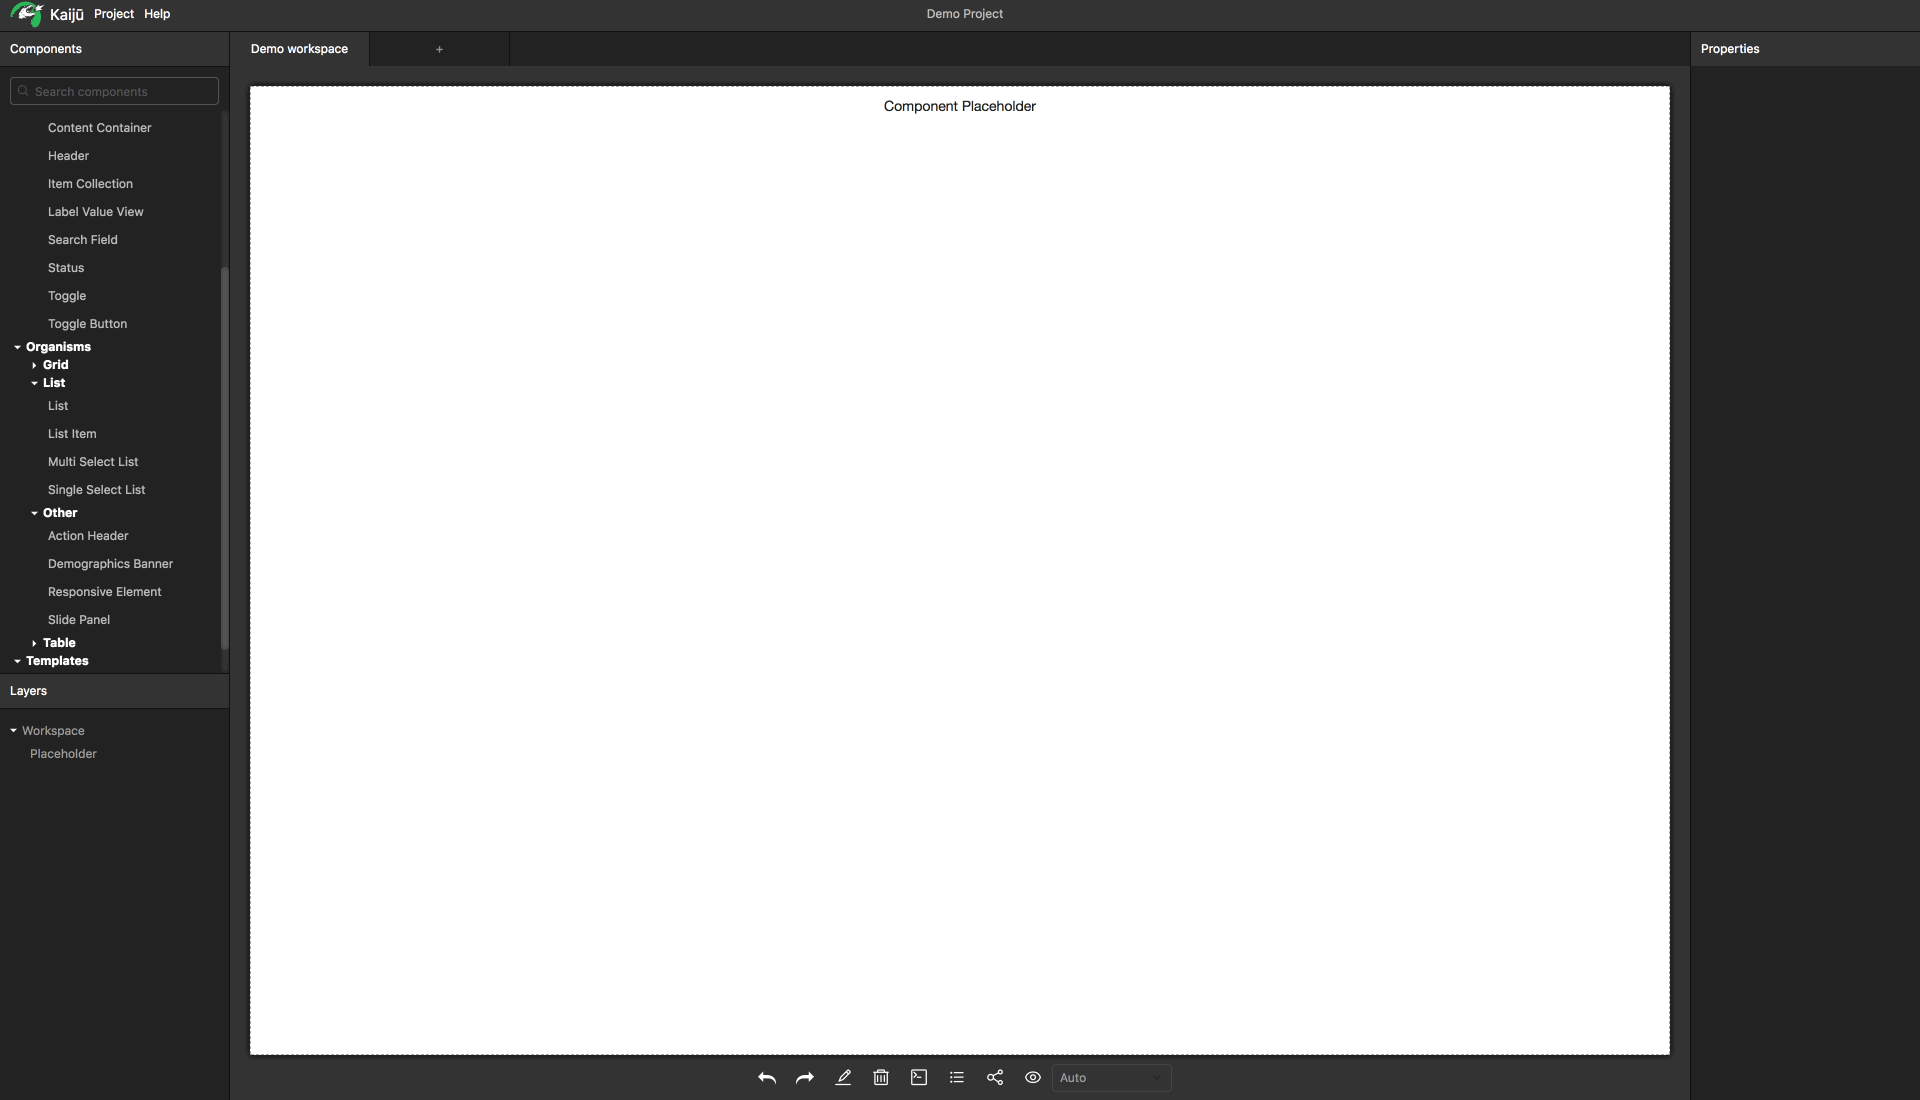 Kaijū Project Help
Demo Project
Components
Demo workspace
+
Properties
Search components
Component Placeholder
Content Container
Header
Item Collection
Label Value View
Search Field
Status
Toggle
Toggle Button
Organisms
Grid
List
List
List Item
Multi Select List
Single Select List
Other
Action Header
Demographics Banner
Responsive Element
Slide Panel
Table
Templates
Layers
Workspace
Placeholder
Auto